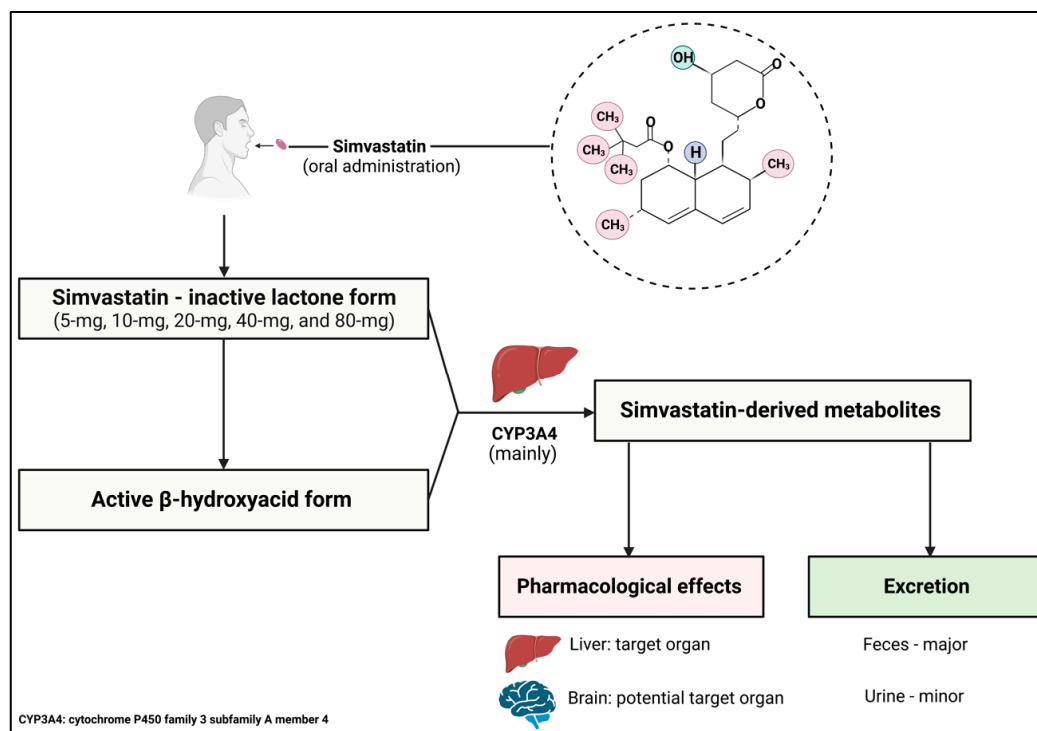 OH
O
O
CH₃
CH₃
CH₃
O
O
H
CH₃
CH₃
Simvastatin
(oral administration)
Simvastatin - inactive lactone form
(5-mg, 10-mg, 20-mg, 40-mg, and 80-mg)
CYP3A4
(mainly)
Simvastatin-derived metabolites
Active β-hydroxyacid form
Pharmacological effects
Excretion
Liver: target organ
Feces - major
Brain: potential target organ
Urine - minor
CYP3A4: cytochrome P450 family 3 subfamily A member 4